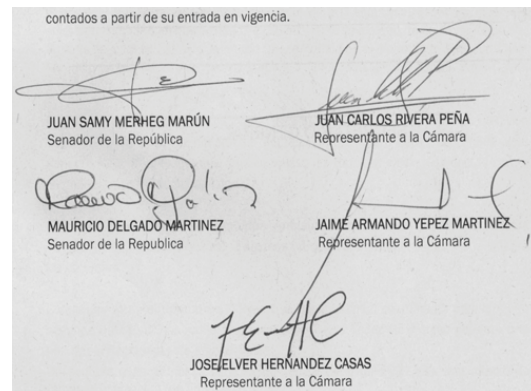 contados a partir de su entrada en vigencia.
JUAN SAMY MERHEG MARÚN
Senador de la República
JUAN CARLOS RIVERA PEÑA
Representante a la Cámara
MAURICIO DELGADO MARTINEZ
Senador de la Republica
JAIME ARMANDO YEPEZ MARTINEZ
Representante a la Cámara
JOSE ELVER HERNANDEZ CASAS
Representante a la Cámara